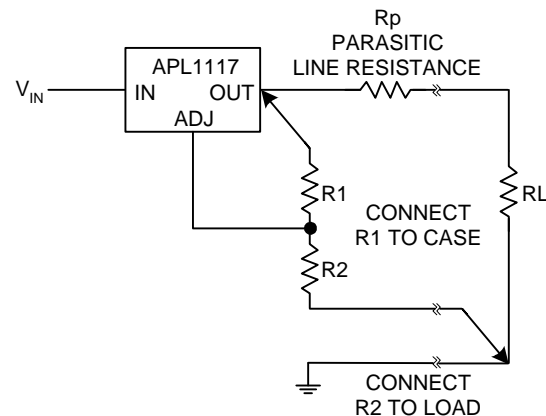 Rp
PARASITIC
LINE RESISTANCE
APL1117
VIN
IN
OUT
ADJ
R1
RL
CONNECT
R1 TO CASE
R2
CONNECT
R2 TO LOAD